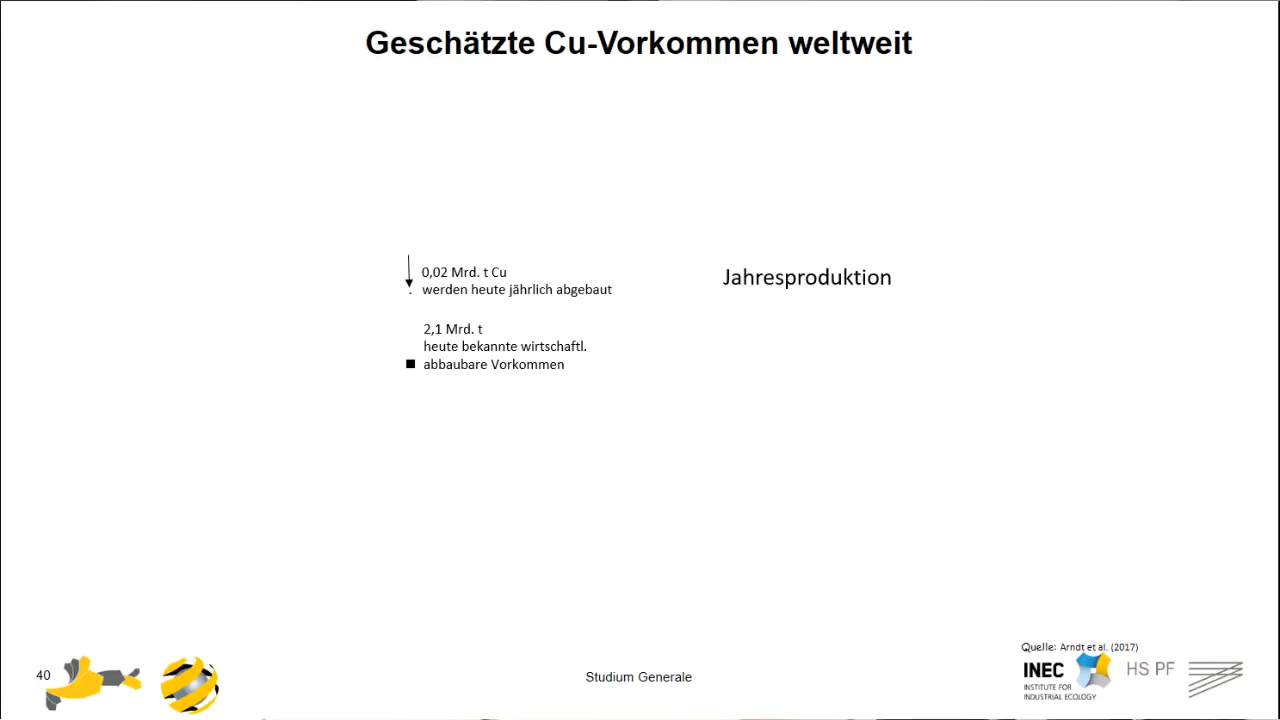 Geschätzte Cu-Vorkommen weltweit
0,02 Mrd. t Cu
werden heute jährlich abgebaut
Jahresproduktion
2,1 Mrd. t
heute bekannte wirtschaftl.
abbaubare Vorkommen
Quelle: Arndt et al. (2017)
40
Studium Generale
INEC
INSTITUTE FOR
INDUSTRIAL ECOLOGY
HS PF